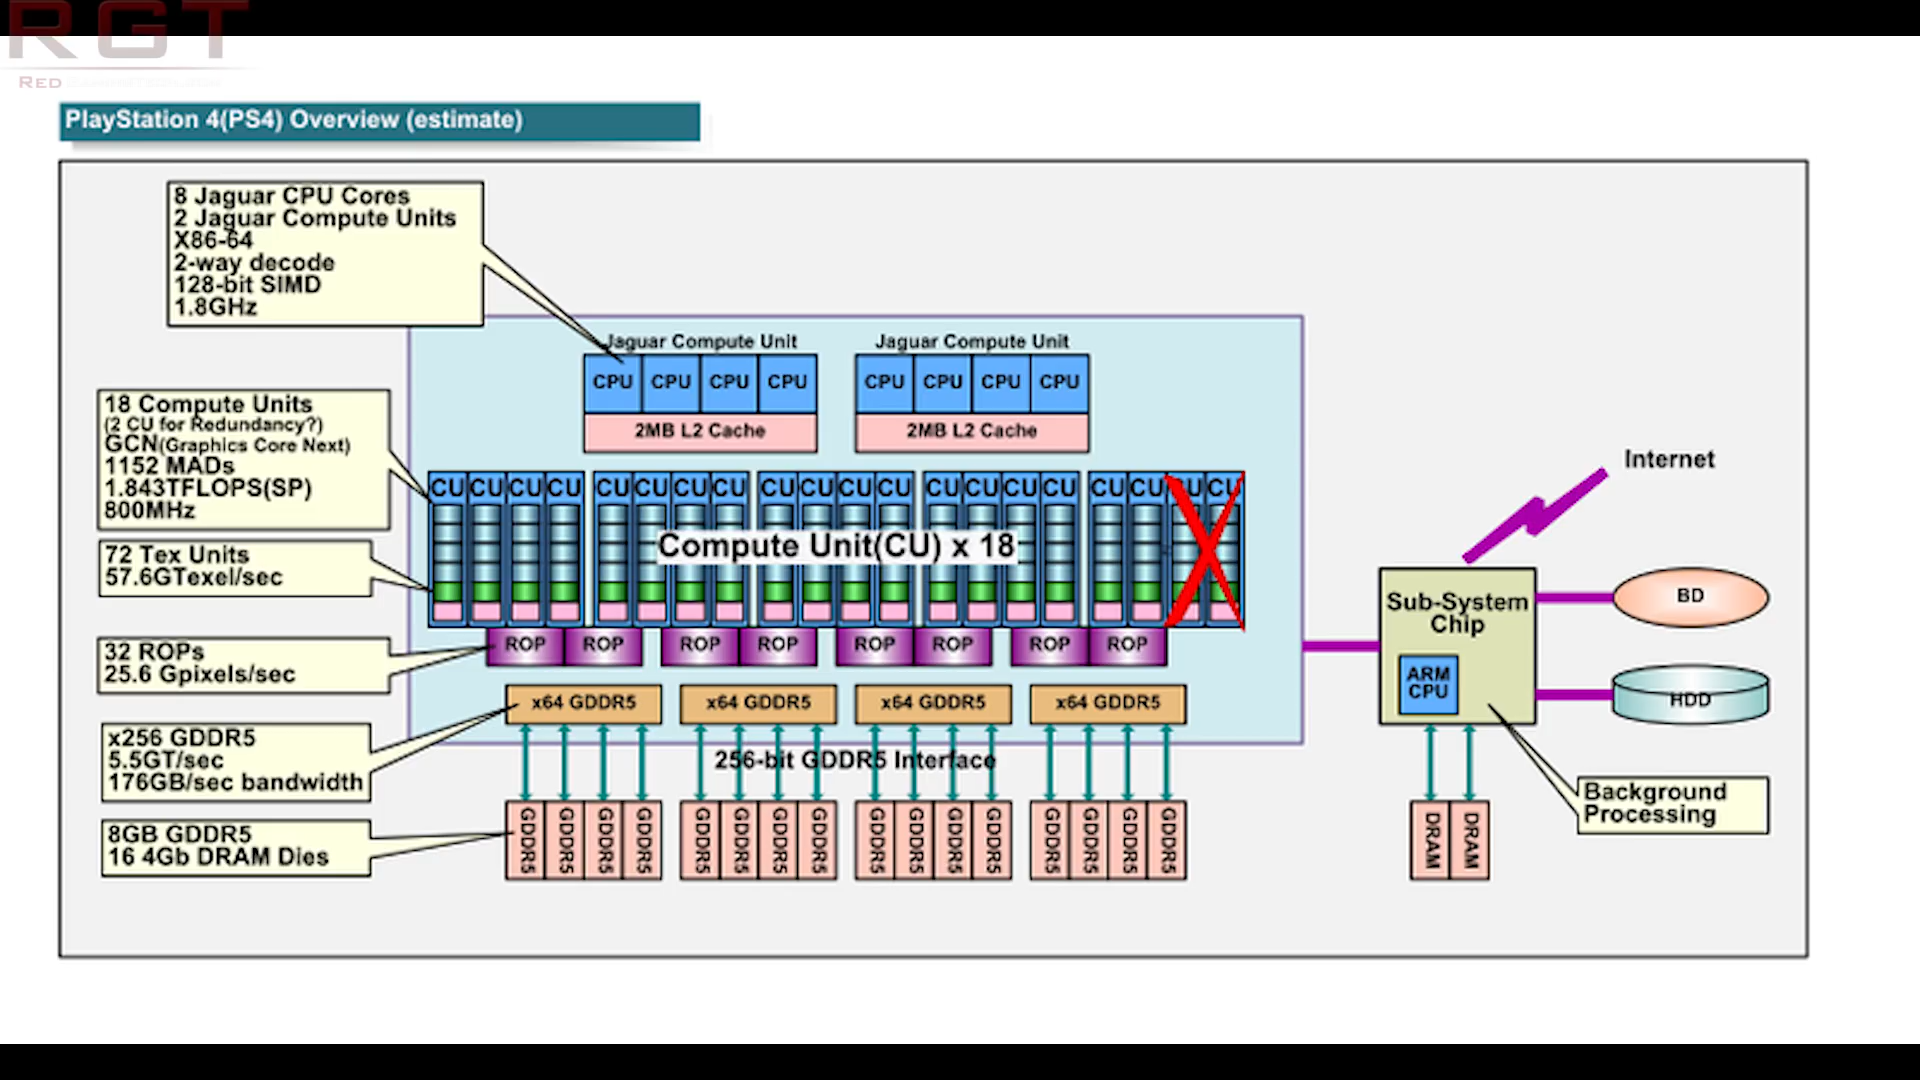 RGT
RED
PlayStation 4(PS4) Overview (estimate)
8 Jaguar CPU Cores
2 Jaguar Compute Units
X86-64
2-way decode
128-bit SIMD
1.8GHz
Jaguar Compute Unit
Jaguar Compute Unit
CPU CPU CPU CPU
CPU CPU CPU CPU
2MB L2 Cache
2MB L2 Cache
18 Compute Units
(2 CU for Redundancy?)
GCN(Graphics Core Next)
1152 MADs
1.843TFLOPS(SP)
800MHz
CU CU CU CU CU CU CU CU CU CU CU CU CU CU CU CU CU CU CU CU
Compute Unit(CU) x 18
72 Tex Units
57.6GTexel/sec
32 ROPs
25.6 Gpixels/sec
ROP ROP ROP ROP ROP ROP ROP ROP
x64 GDDR5 x64 GDDR5 x64 GDDR5 x64 GDDR5
x256 GDDR5
5.5GT/sec
176GB/sec bandwidth
256-bit GDDR5 Interface
8GB GDDR5
16 4Gb DRAM Dies
GDDR5 GDDR5 GDDR5 GDDR5 GDDR5 GDDR5 GDDR5 GDDR5 GDDR5 GDDR5 GDDR5 GDDR5 GDDR5 GDDR5 GDDR5 GDDR5
Internet
Sub-System
Chip
ARM
CPU
BD
HDD
Background
Processing
DRAM DRAM